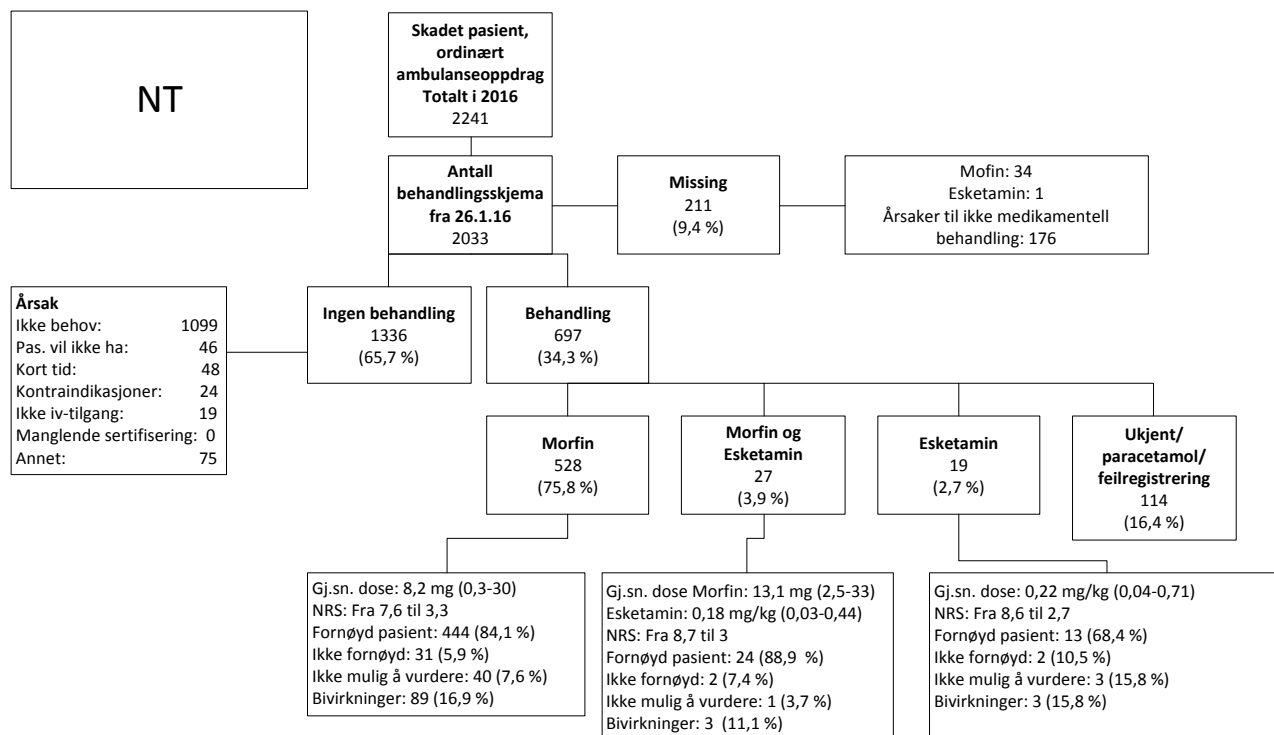 NT
Skadet pasient,
ordinært
ambulanseoppdrag
Totalt i 2016
2241
Antall
behandlingsskjema
fra 26.1.16
2033
Missing
211
(9,4 %)
Mofin: 34
Esketamin: 1
Årsaker til ikke medikamentell
behandling: 176
Årsak
Ikke behov: 1099
Pas. vil ikke ha: 46
Kort tid: 48
Kontraindikasjoner: 24
Ikke iv-tilgang: 19
Manglende sertifisering: 0
Annet: 75
Ingen behandling
1336
(65,7 %)
Behandling
697
(34,3 %)
Morfin
528
(75,8 %)
Morfin og
Esketamin
27
(3,9 %)
Esketamin
19
(2,7 %)
Ukjent/
paracetamol/
feilregistrering
114
(16,4 %)
Gj.sn. dose: 8,2 mg (0,3-30)
NRS: Fra 7,6 til 3,3
Fornøyd pasient: 444 (84,1 %)
Ikke fornøyd: 31 (5,9 %)
Ikke mulig å vurdere: 40 (7,6 %)
Bivirkninger: 89 (16,9 %)
Gj.sn. dose Morfin: 13,1 mg (2,5-33)
Esketamin: 0,18 mg/kg (0,03-0,44)
NRS: Fra 8,7 til 3
Fornøyd pasient: 24 (88,9 %)
Ikke fornøyd: 2 (7,4 %)
Ikke mulig å vurdere: 1 (3,7 %)
Bivirkninger: 3 (11,1 %)
Gj.sn. dose: 0,22 mg/kg (0,04-0,71)
NRS: Fra 8,6 til 2,7
Fornøyd pasient: 13 (68,4 %)
Ikke fornøyd: 2 (10,5 %)
Ikke mulig å vurdere: 3 (15,8 %)
Bivirkninger: 3 (15,8 %)